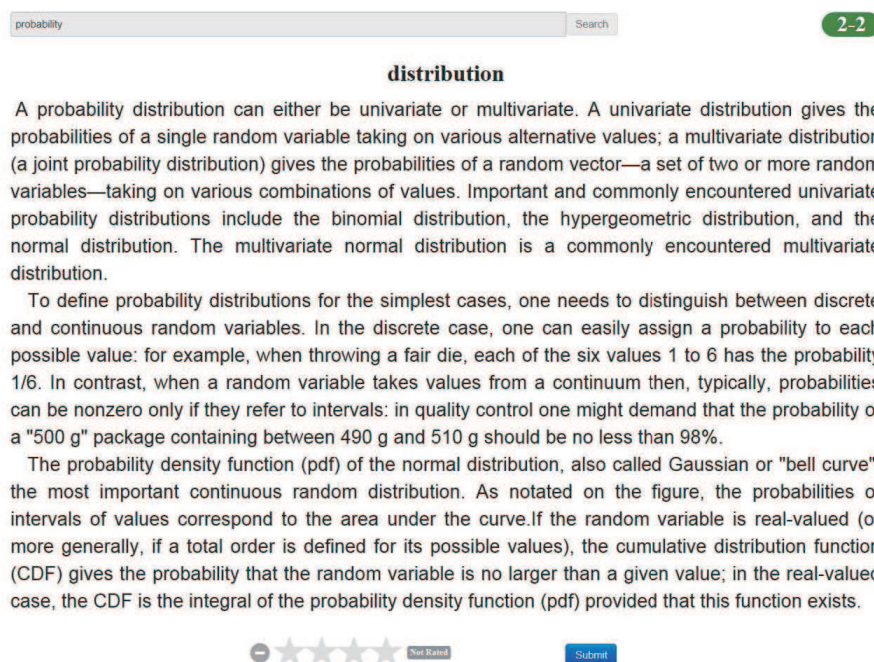 probability Search 2-2
distribution
A probability distribution can either be univariate or multivariate. A univariate distribution gives the
probabilities of a single random variable taking on various alternative values; a multivariate distribution
(a joint probability distribution) gives the probabilities of a random vector—a set of two or more random
variables—taking on various combinations of values. Important and commonly encountered univariate
probability distributions include the binomial distribution, the hypergeometric distribution, and the
normal distribution. The multivariate normal distribution is a commonly encountered multivariate
distribution.
To define probability distributions for the simplest cases, one needs to distinguish between discrete
and continuous random variables. In the discrete case, one can easily assign a probability to each
possible value: for example, when throwing a fair die, each of the six values 1 to 6 has the probability
1/6. In contrast, when a random variable takes values from a continuum then, typically, probabilities
can be nonzero only if they refer to intervals: in quality control one might demand that the probability o
a "500 g" package containing between 490 g and 510 g should be no less than 98%.
The probability density function (pdf) of the normal distribution, also called Gaussian or "bell curve"
the most important continuous random distribution. As notated on the figure, the probabilities o
intervals of values correspond to the area under the curve.If the random variable is real-valued (o
more generally, if a total order is defined for its possible values), the cumulative distribution function
(CDF) gives the probability that the random variable is no larger than a given value; in the real-valued
case, the CDF is the integral of the probability density function (pdf) provided that this function exists.
Not Rated Submit